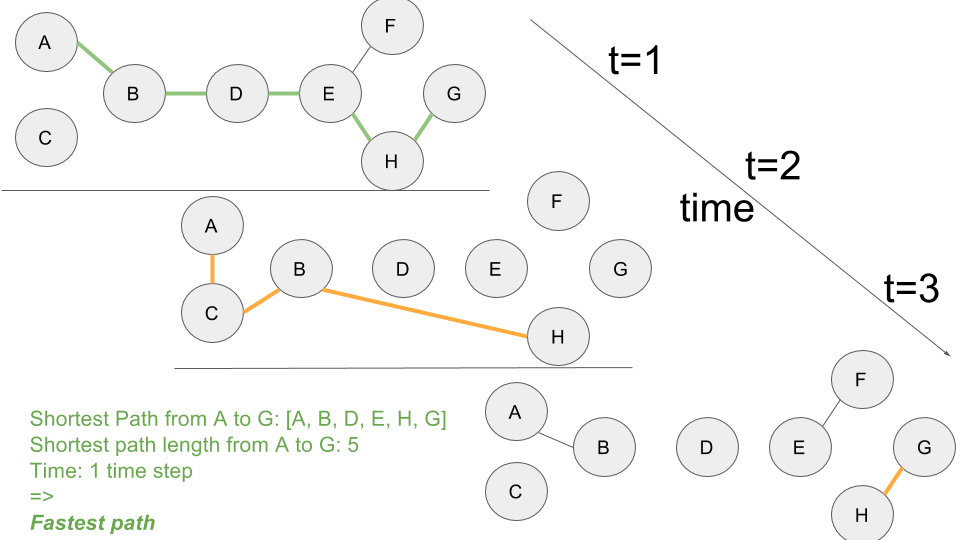 A
B
C
D
E
F
G
H
t=1
A
B
C
D
E
F
G
H
t=2
time
t=3
A
B
C
D
E
F
G
H
Shortest Path from A to G: [A, B, D, E, H, G]
Shortest path length from A to G: 5
Time: 1 time step
=>
Fastest path